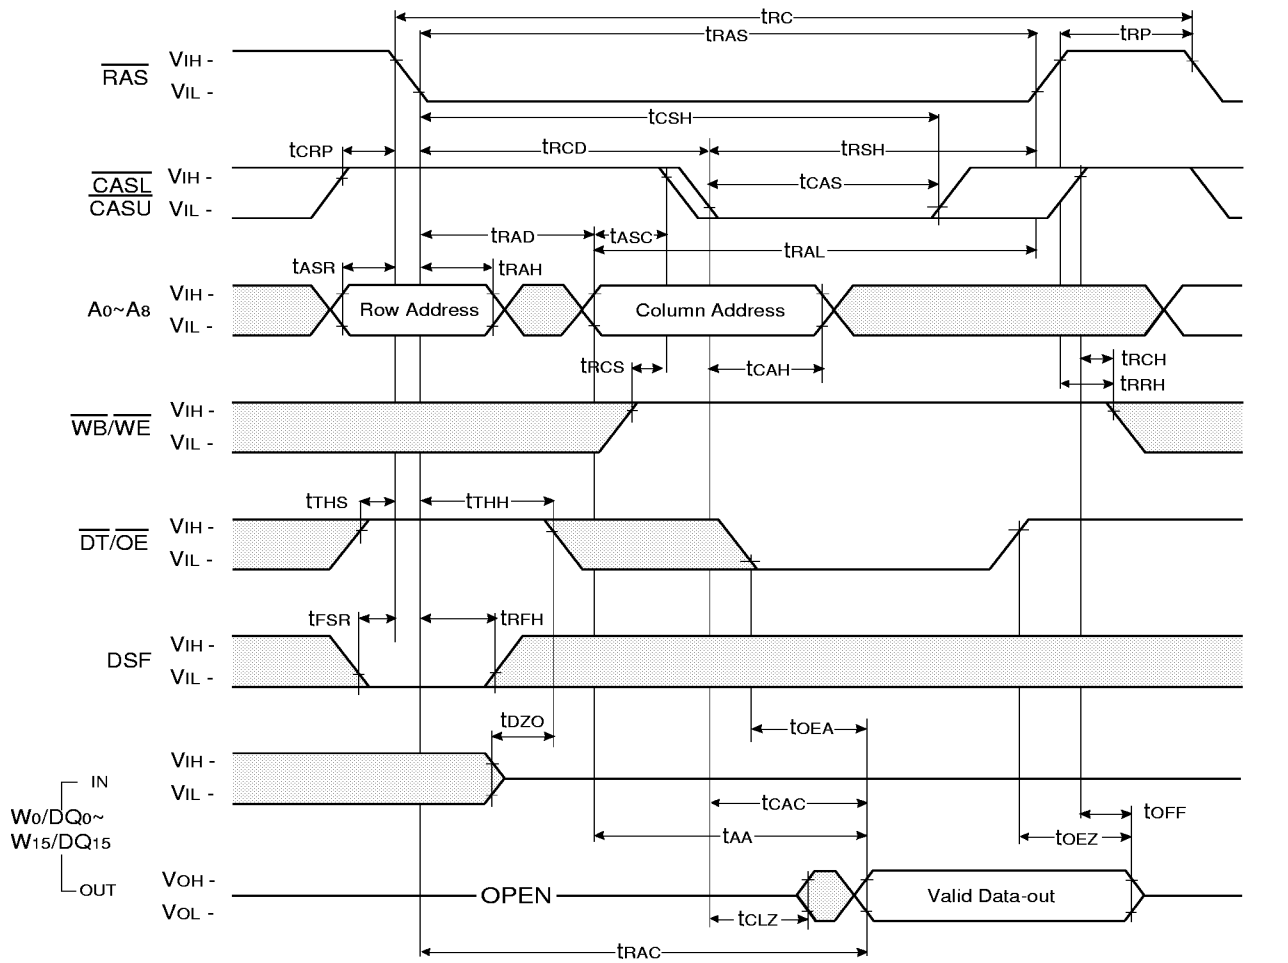 tRC
tRAS
tRP
RAS
VIH -
VIL -
tCSH
tCRP
tRCD
tRSH
CASL
CASU
VIH -
VIL -
tCAS
tRAD
tASC
tRAL
tASR
tRAH
A0~A8
VIH -
VIL -
Row Address
Column Address
tRCS
tCAH
tRCH
tRRH
WB/WE
VIH -
VIL -
tTHS
tTHH
DT/OE
VIH -
VIL -
tFSR
tRFH
DSF
VIH -
VIL -
tDZO
tOEA
VIH -
VIL -
IN
W0/DQ0~
W15/DQ15
OUT
tCAC
tOFF
tAA
tOEZ
VOH -
VOL -
OPEN
Valid Data-out
tCLZ
tRAC